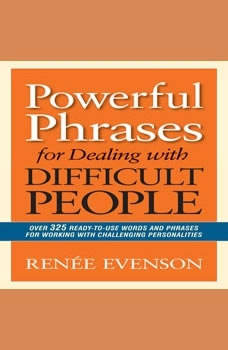 Powerful
Phrases
for Dealing with
DIFFICULT
PEOPLE
OVER 325 READY-TO-USE WORDS AND PHRASES
FOR WORKING WITH CHALLENGING PERSONALITIES
RENÉE EVENSON